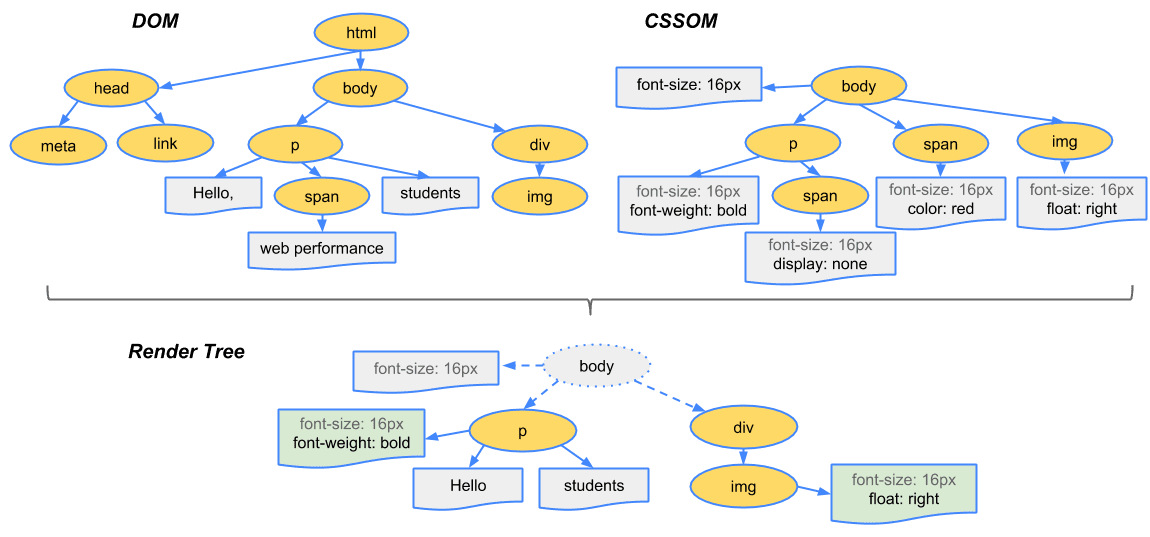 DOM
CSSOM
html
head
body
meta
link
p
div
Hello,
span
students
img
web performance
font-size: 16px
body
p
span
img
font-size: 16px
font-weight: bold
span
font-size: 16px
color: red
font-size: 16px
float: right
font-size: 16px
display: none
Render Tree
font-size: 16px
body
font-size: 16px
font-weight: bold
p
div
Hello
students
img
font-size: 16px
float: right